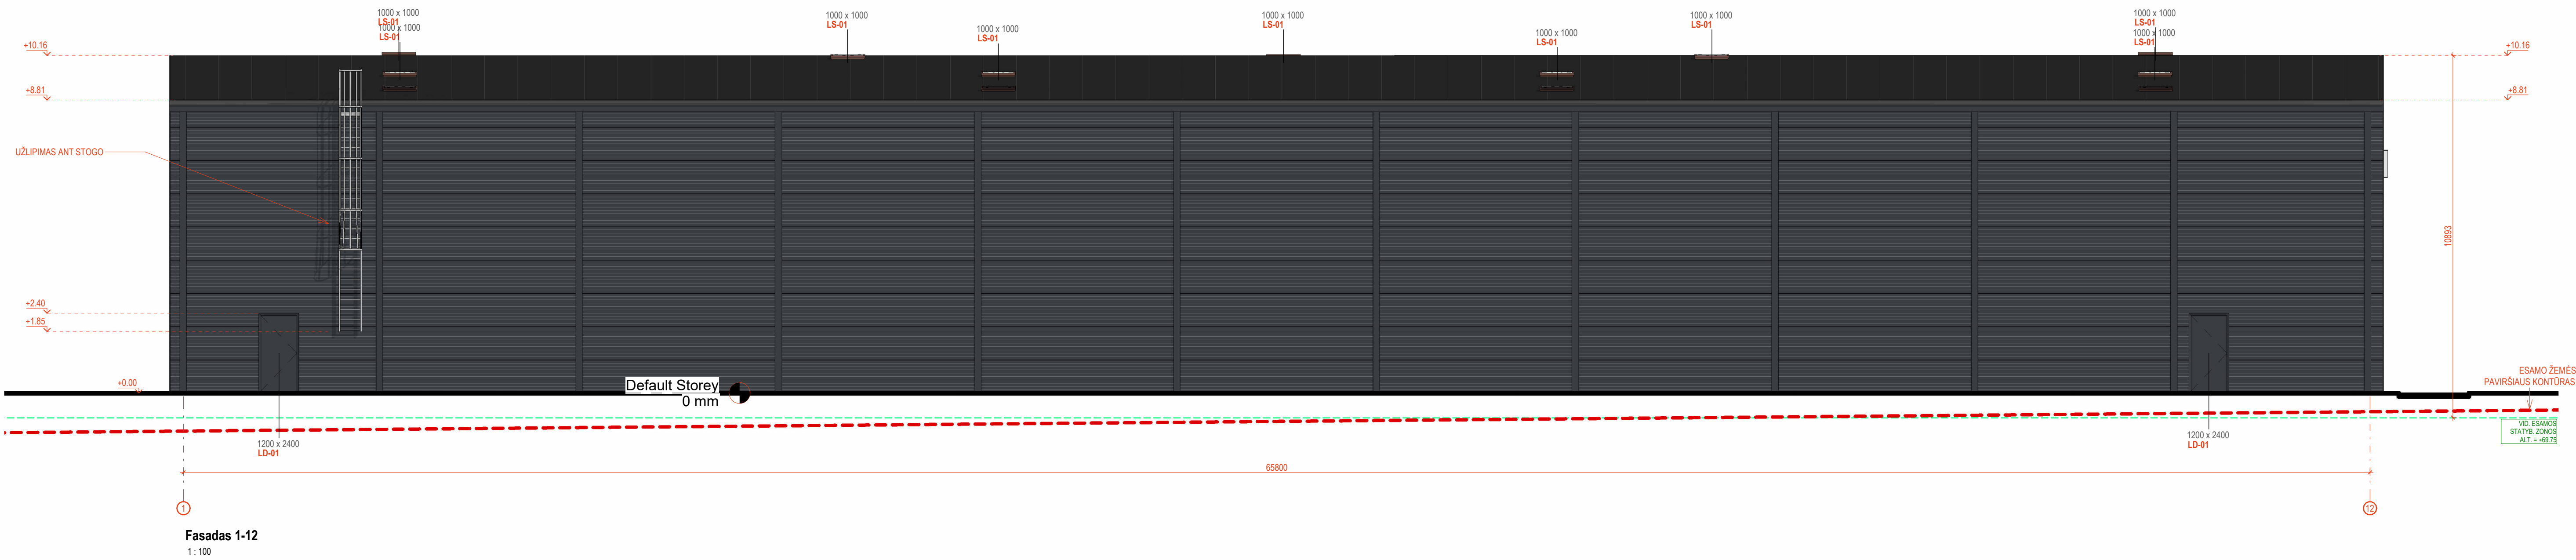 1000 x 1000
LS-01
1000 x 1000
LS-01
1000 x 1000
LS-01
1000 x 1000
LS-01
1000 x 1000
LS-01
1000 x 1000
LS-01
1000 x 1000
LS-01
1000 x 1000
LS-01
1000 x 1000
LS-01
+10.16
+10.16
+8.81
+8.81
UŽLIPIMAS ANT STOGO
10893
+2.40
+1.85
+0.00
Default Storey
0 mm
ESAMO ŽEMĖS
PAVIRŠIAUS KONTŪRAS
VID. ESAMOS
STATYB. ZONOS
ALT. = +69.75
1200 x 2400
LD-01
1200 x 2400
LD-01
65800
1
12
Fasadas 1-12
1 : 100